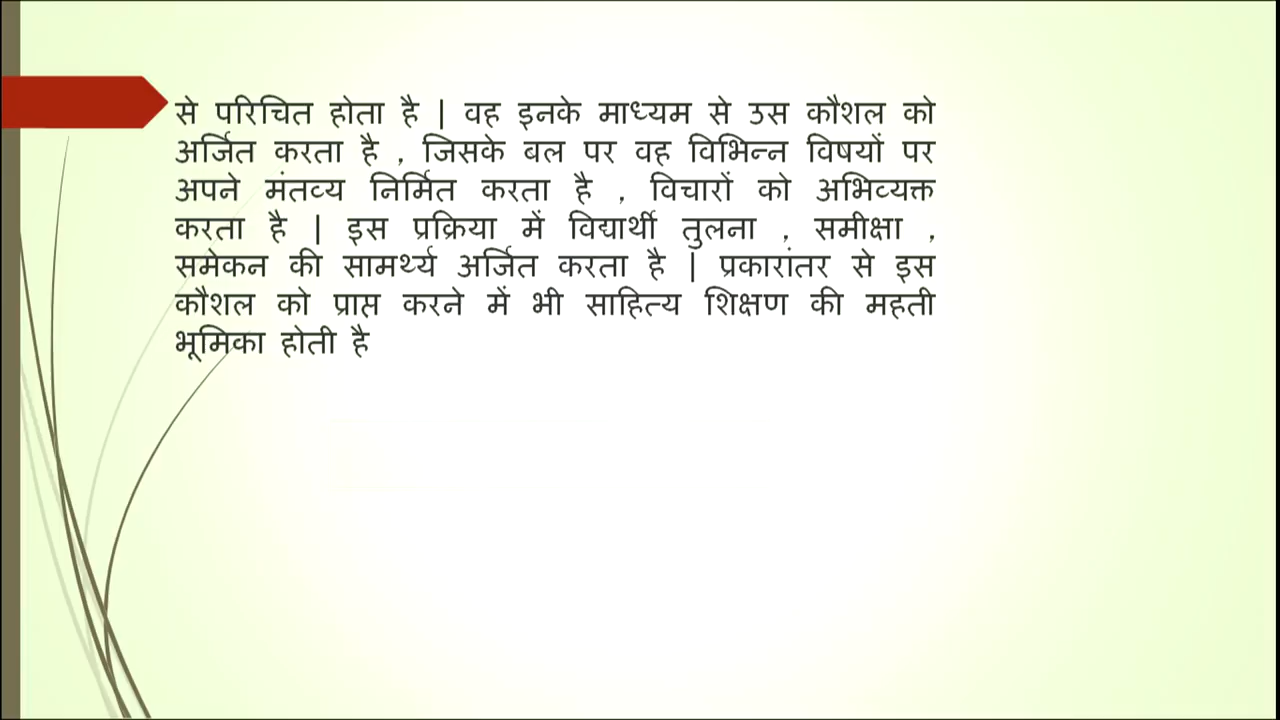 से परिचित होता है | वह इनके माध्यम से उस कौशल को
अर्जित करता है , जिसके बल पर वह विभिन्न विषयों पर
अपने मंतव्य निर्मित करता है , विचारों को अभिव्यक्त
करता है | इस प्रक्रिया में विद्यार्थी तुलना , समीक्षा ,
समेकन की सामर्थ्य अर्जित करता है | प्रकारांतर से इस
कौशल को प्राप्त करने में भी साहित्य शिक्षण की महती
भूमिका होती है